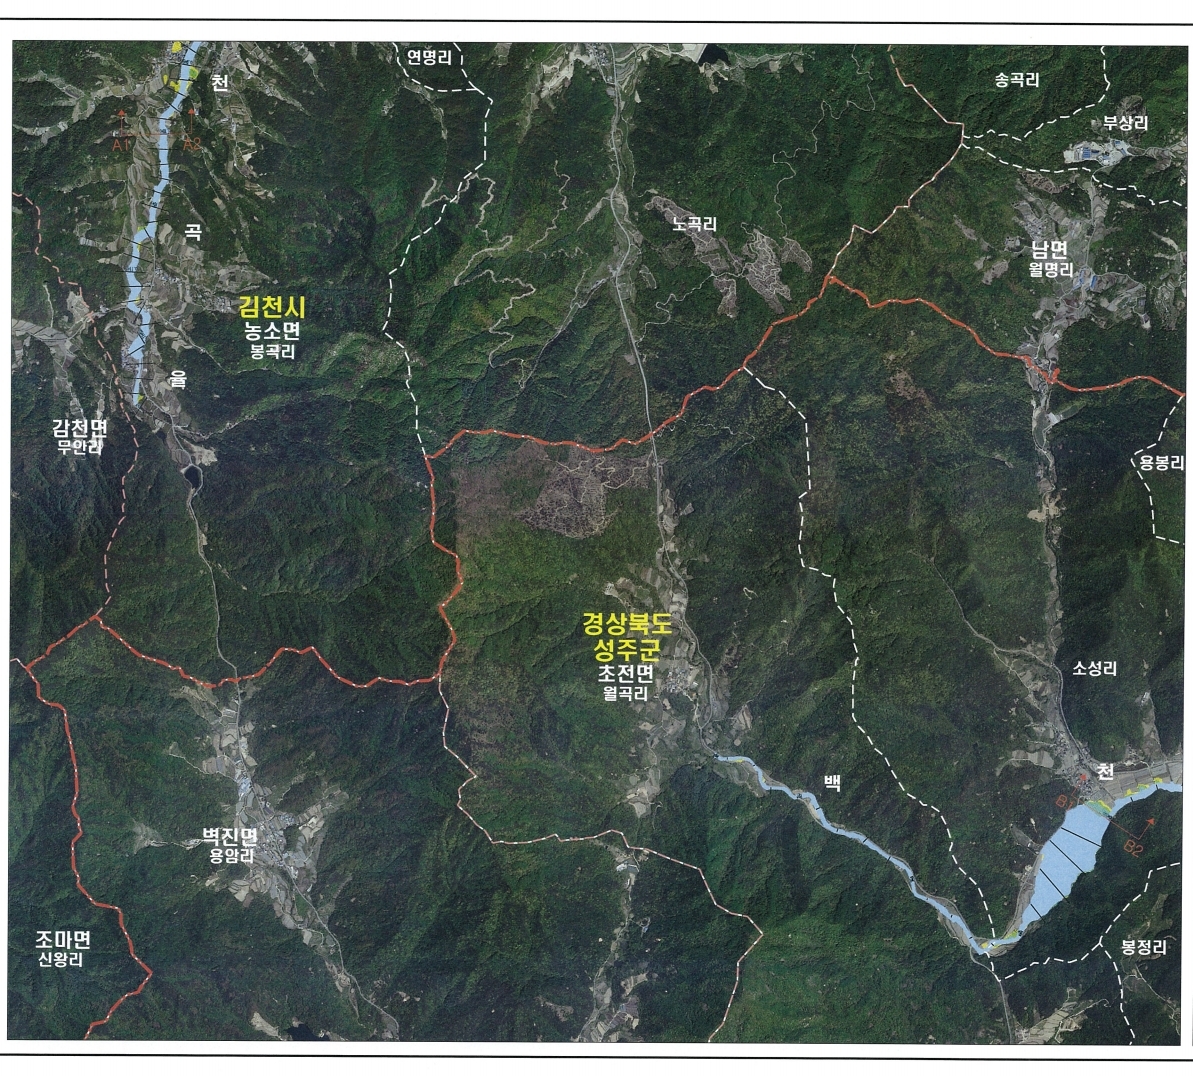 연명리
천
송곡리
부상리
A1
A2
노곡리
곡
남면
월명리
김천시
농소면
봉곡리
율
감천면
무안리
용봉리
경상북도
성주군
초전면
월곡리
소성리
천
백
B1
B2
벽진면
용암리
조마면
신왕리
봉정리